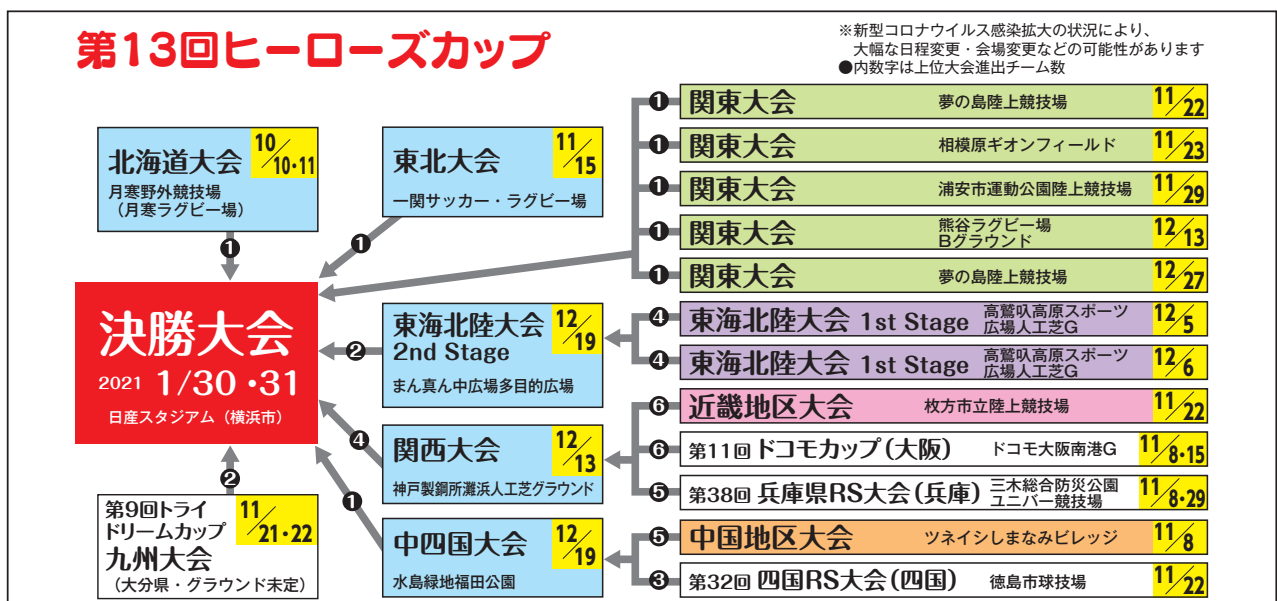 第13回ヒーローズカップ
※新型コロナウイルス感染拡大の状況により、
大幅な日程変更・会場変更などの可能性があります
●内数字は上位大会進出チーム数
北海道大会 10/10・11
月寒野外競技場
（月寒ラグビー場）
❶
東北大会 11/15
一関サッカー・ラグビー場
❶
❶ 関東大会 夢の島陸上競技場 11/22
❶ 関東大会 相模原ギオンフィールド 11/23
❶ 関東大会 浦安市運動公園陸上競技場 11/29
❶ 関東大会 熊谷ラグビー場
Bグラウンド 12/13
❶ 関東大会 夢の島陸上競技場 12/27
決勝大会
2021 1/30・31
日産スタジアム（横浜市）
❷
東海北陸大会 12/19
2nd Stage
まん真ん中広場多目的広場
❹ 東海北陸大会 1st Stage 高鷲叺高原スポーツ
広場人工芝G 12/5
❹ 東海北陸大会 1st Stage 高鷲叺高原スポーツ
広場人工芝G 12/6
❹
関西大会 12/13
神戸製鋼所灘浜人工芝グラウンド
❻ 近畿地区大会 枚方市立陸上競技場 11/22
❻ 第11回 ドコモカップ（大阪） ドコモ大阪南港G 11/8・15
❺ 第38回 兵庫県RS大会（兵庫） 三木総合防災公園
ユニバー競技場 11/8・29
❷
第9回トライ 11/21・22
ドリームカップ
九州大会
（大分県・グラウンド未定）
❶
中四国大会 12/19
水島緑地福田公園
❺ 中国地区大会 ツネイシしまなみビレッジ 11/8
❸ 第32回 四国RS大会（四国） 徳島市球技場 11/22